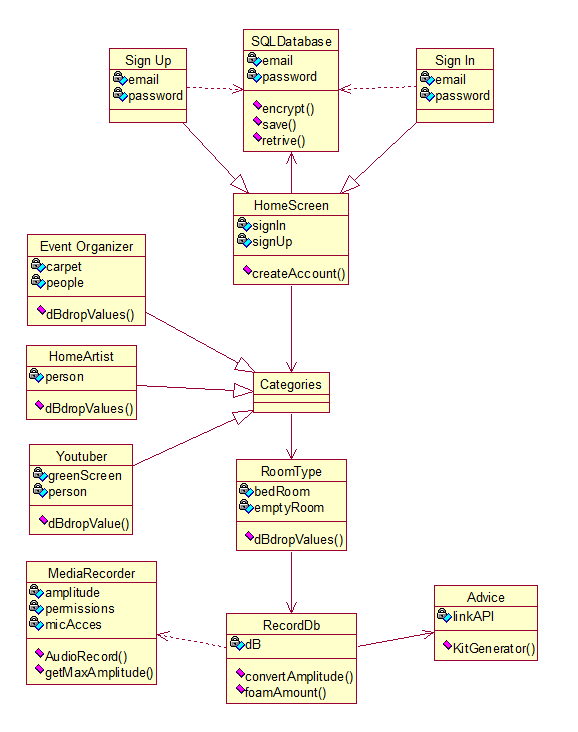 SQLDatabase
email
password
encrypt()
save()
retrive()
Sign Up
email
password
Sign In
email
password
HomeScreen
signIn
signUp
createAccount()
Event Organizer
carpet
people
dBdropValues()
HomeArtist
person
dBdropValues()
Categories
Youtuber
greenScreen
person
dBdropValue()
RoomType
bedRoom
emptyRoom
dBdropValues()
MediaRecorder
amplitude
permissions
micAcces
AudioRecord()
getMaxAmplitude()
RecordDb
dB
convertAmplitude()
foamAmount()
Advice
linkAPI
KitGenerator()